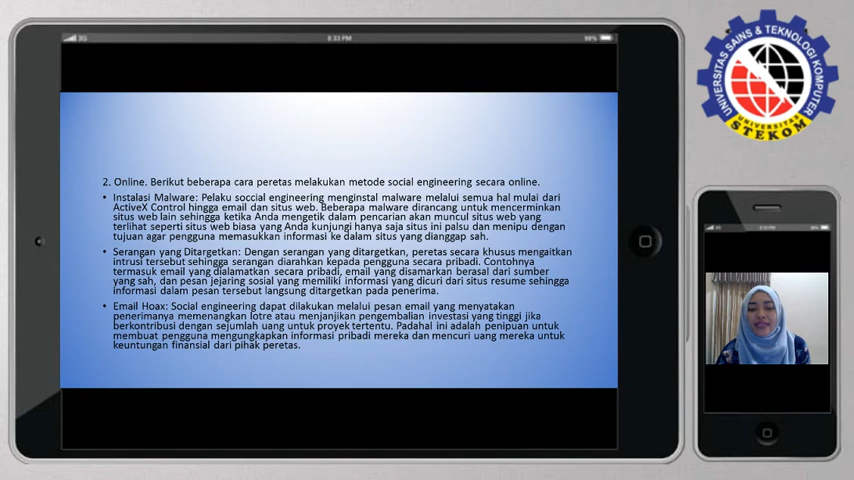 3G
8:33 PM
99%
2. Online. Berikut beberapa cara peretas melakukan metode social engineering secara online.
• Instalasi Malware: Pelaku soccial engineering menginstal malware melalui semua hal mulai dari
ActiveX Control hingga email dan situs web. Beberapa malware dirancang untuk mencerminkan
situs web lain sehingga ketika Anda mengetik dalam pencarian akan muncul situs web yang
terlihat seperti situs web biasa yang Anda kunjungi hanya saja situs ini palsu dan menipu dengan
tujuan agar pengguna memasukkan informasi ke dalam situs yang dianggap sah.
• Serangan yang Ditargetkan: Dengan serangan yang ditargetkan, peretas secara khusus mengaitkan
intrusi tersebut sehingga serangan diarahkan kepada pengguna secara pribadi. Contohnya
termasuk email yang dialamatkan secara pribadi, email yang disamarkan berasal dari sumber
yang sah, dan pesan jejaring sosial yang memiliki informasi yang dicuri dari situs resume sehingga
informasi dalam pesan tersebut langsung ditargetkan pada penerima.
• Email Hoax: Social engineering dapat dilakukan melalui pesan email yang menyatakan
penerimanya memenangkan lotre atau menjanjikan pengembalian investasi yang tinggi jika
berkontribusi dengan sejumlah uang untuk proyek tertentu. Padahal ini adalah penipuan untuk
membuat pengguna mengungkapkan informasi pribadi mereka dan mencuri uang mereka untuk
keuntungan finansial dari pihak peretas.
UNIVERSITAS SAINS & TEKNOLOGI KOMPUTER
UNIVERSITAS
STEKOM